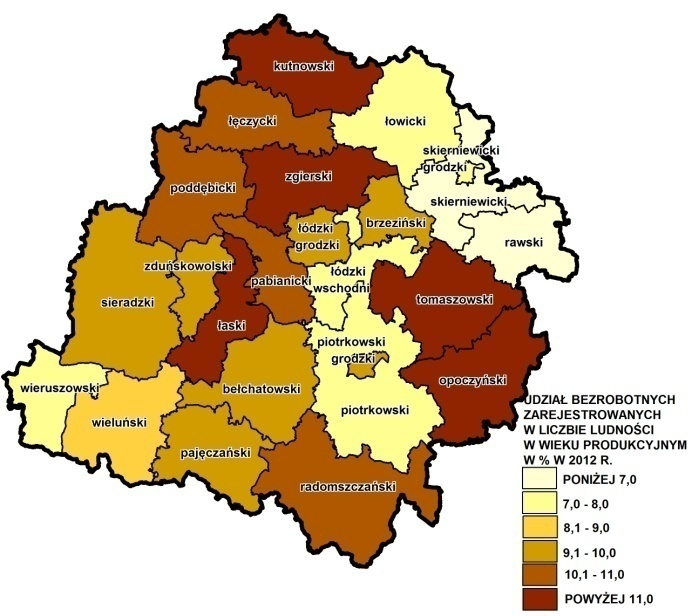 kutnowski
łęczycki
łowicki
skierniewicki
grodzki
poddębicki
zgierski
skierniewicki
brzeziński
łódzki
grodzki
rawski
zduńskowolski
pabianicki
łódzki
wschodni
sieradzki
tomaszowski
łaski
piotrkowski
grodzki
wieruszowski
bełchatowski
opoczyński
piotrkowski
wieluński
pajęczański
radomszczański
UDZIAŁ BEZROBOTNYCH
ZAREJESTROWANYCH
W LICZBIE LUDNOŚCI
W WIEKU PRODUKCYJNYM
W % W 2012 R.
PONIŻEJ 7,0
7,0 - 8,0
8,1 - 9,0
9,1 - 10,0
10,1 - 11,0
POWYŻEJ 11,0